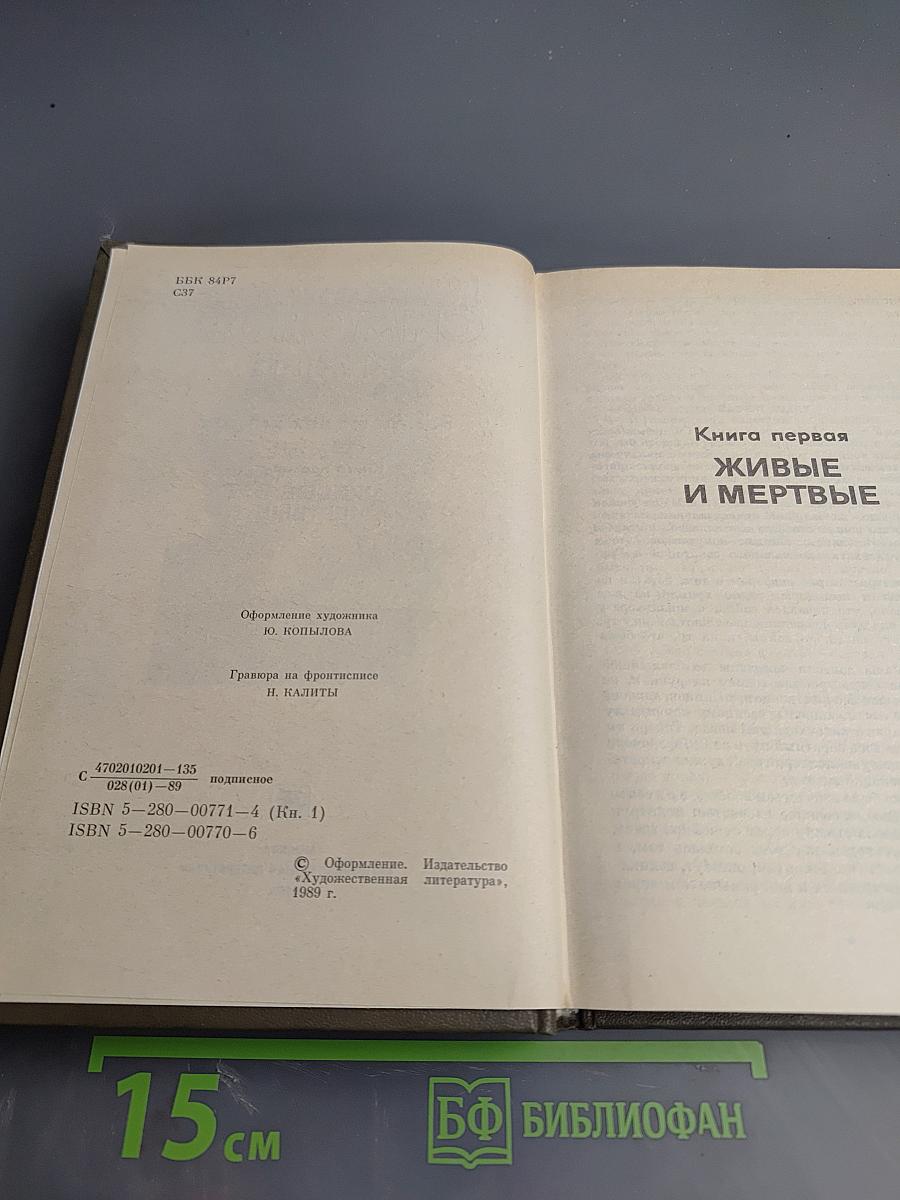 ББК 84Р7
С37
Оформление художника
Ю. КОПЫЛОВА
Гравюра на фронтисписе
Н. КАЛИТЫ
С 4702010201—135 подписное
028(01)—89
ISBN 5—280—00771—4 (Кн. 1)
ISBN 5—280—00770—6
© Оформление. Издательство
«Художественная литература»,
1989 г.
Книга первая
ЖИВЫЕ
И МЕРТВЫЕ
15 см
БФ БИБЛИОФАН